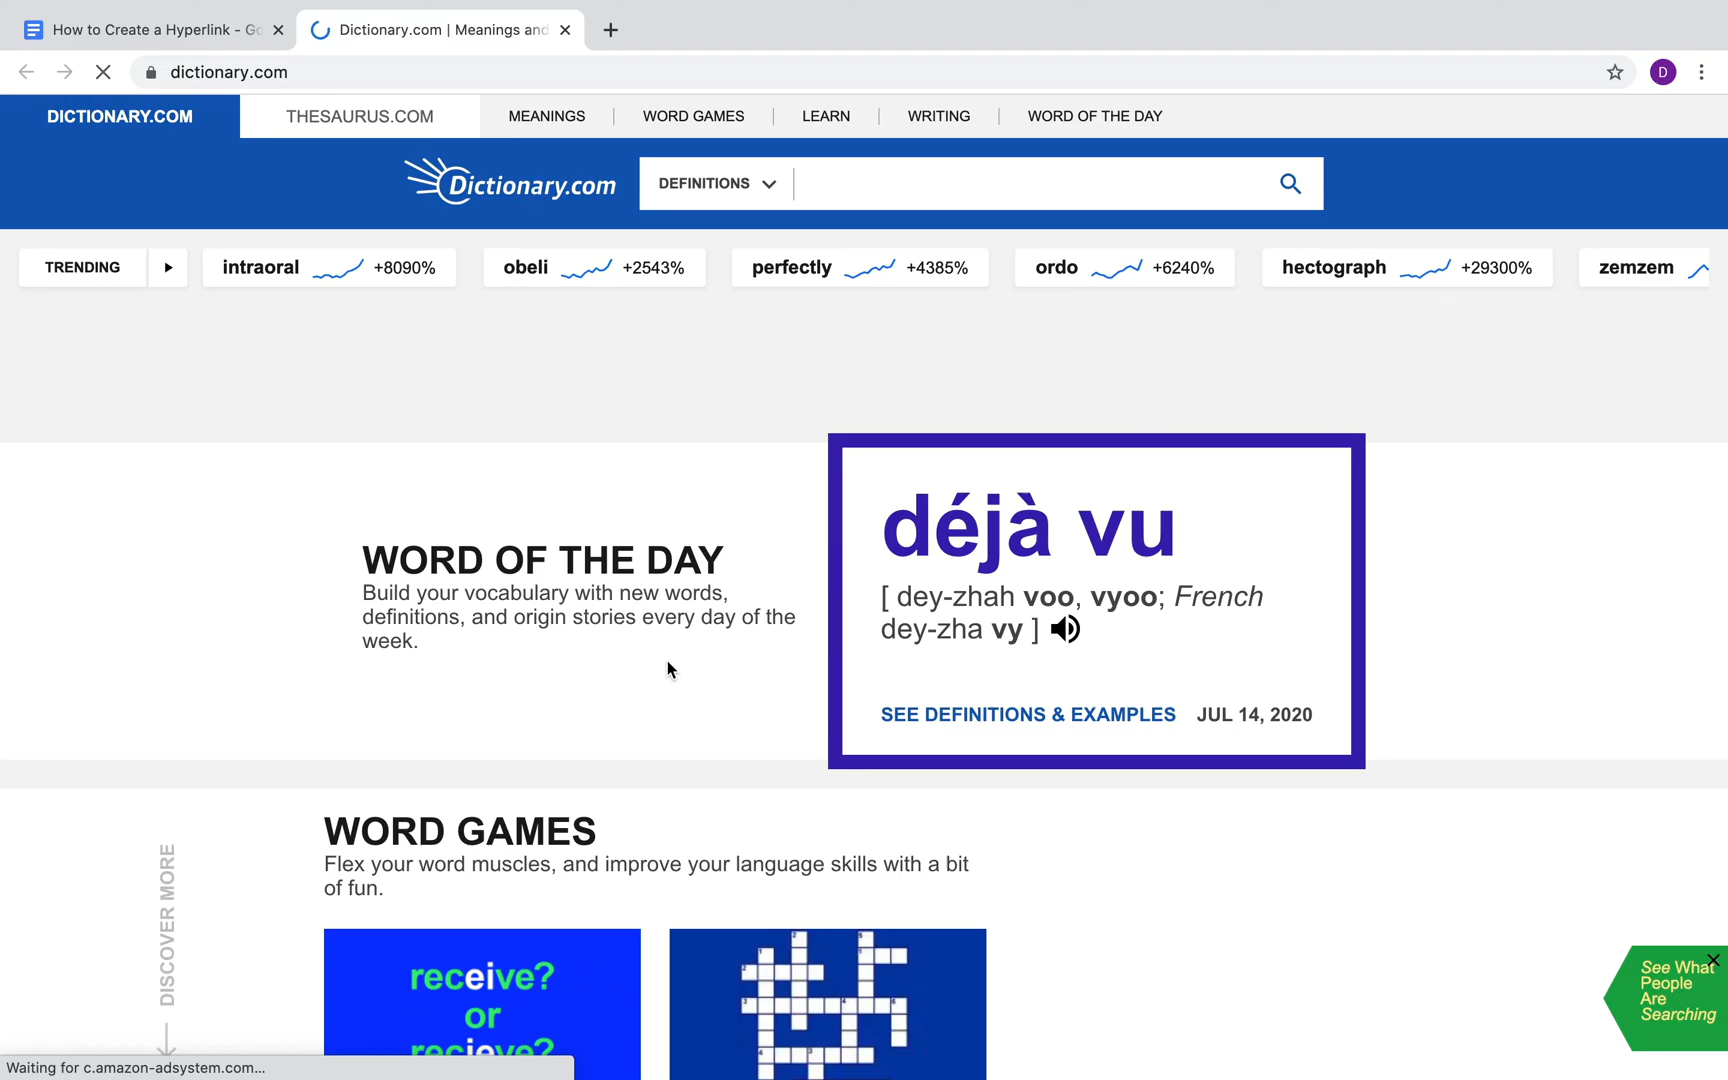 How to Create a Hyperlink - Go
Dictionary.com | Meanings and
dictionary.com
D
DICTIONARY.COM
THESAURUS.COM
MEANINGS
WORD GAMES
LEARN
WRITING
WORD OF THE DAY
Dictionary.com
DEFINITIONS
TRENDING
intraoral +8090%
obeli +2543%
perfectly +4385%
ordo +6240%
hectograph +29300%
zemzem
WORD OF THE DAY
Build your vocabulary with new words,
definitions, and origin stories every day of the
week.
déjà vu
[ dey-zhah voo, vyoo; French
dey-zha vy ]
SEE DEFINITIONS & EXAMPLES JUL 14, 2020
DISCOVER MORE
WORD GAMES
Flex your word muscles, and improve your language skills with a bit
of fun.
receive?
or
recieve?
See What
People
Are
Searching
Waiting for c.amazon-adsystem.com...